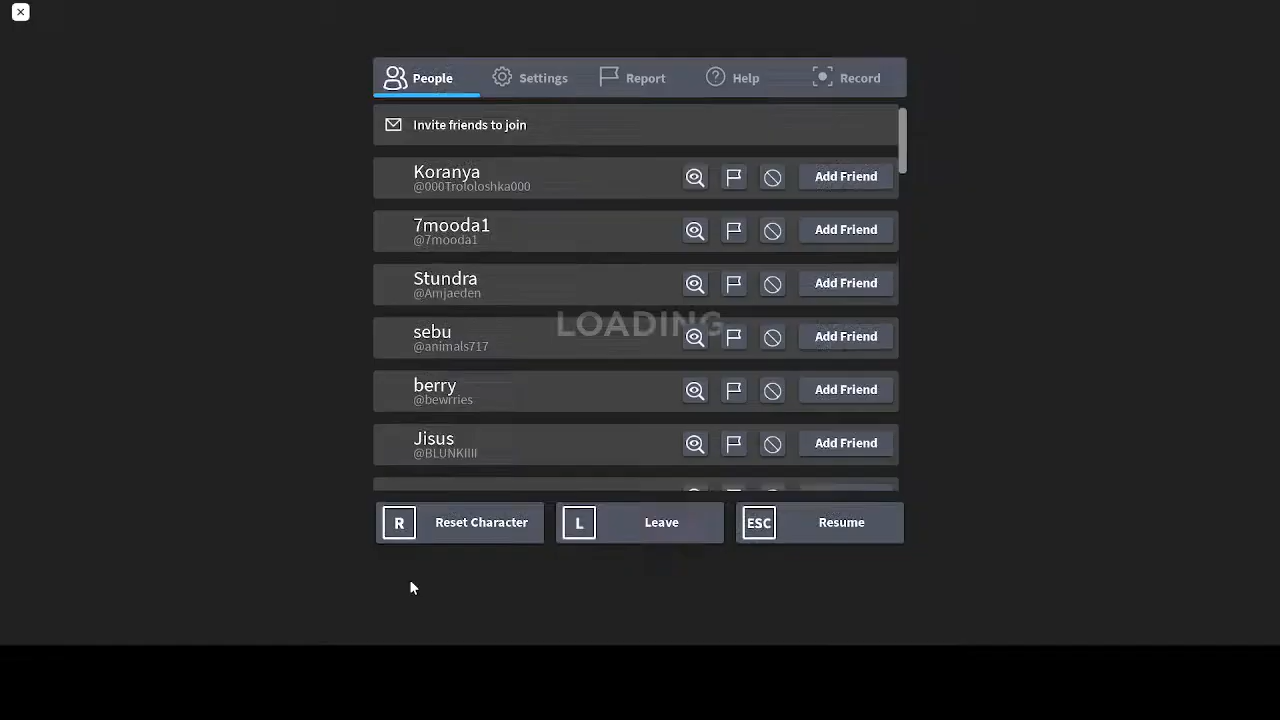 People
Settings
Report
Help
Record
Invite friends to join
Koranya
@000Trololoshka000
Add Friend
7mooda1
@7mooda1
Add Friend
Stundra
@Amjaeden
Add Friend
LOADING
sebu
@animals717
Add Friend
berry
@bewrries
Add Friend
Jisus
Add Friend
R Reset Character
L Leave
ESC Resume